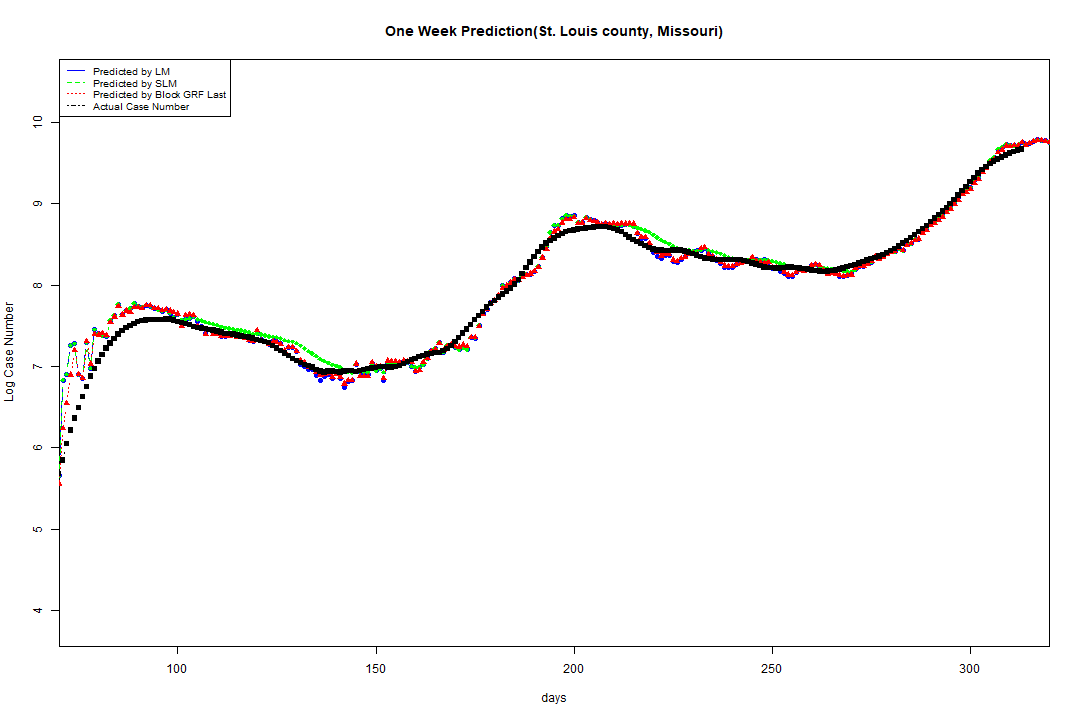 One Week Prediction(St. Louis county, Missouri)
Predicted by LM
Predicted by SLM
Predicted by Block GRF Last
Actual Case Number
Log Case Number
10
9
8
7
6
5
4
100 150 200 250 300
days